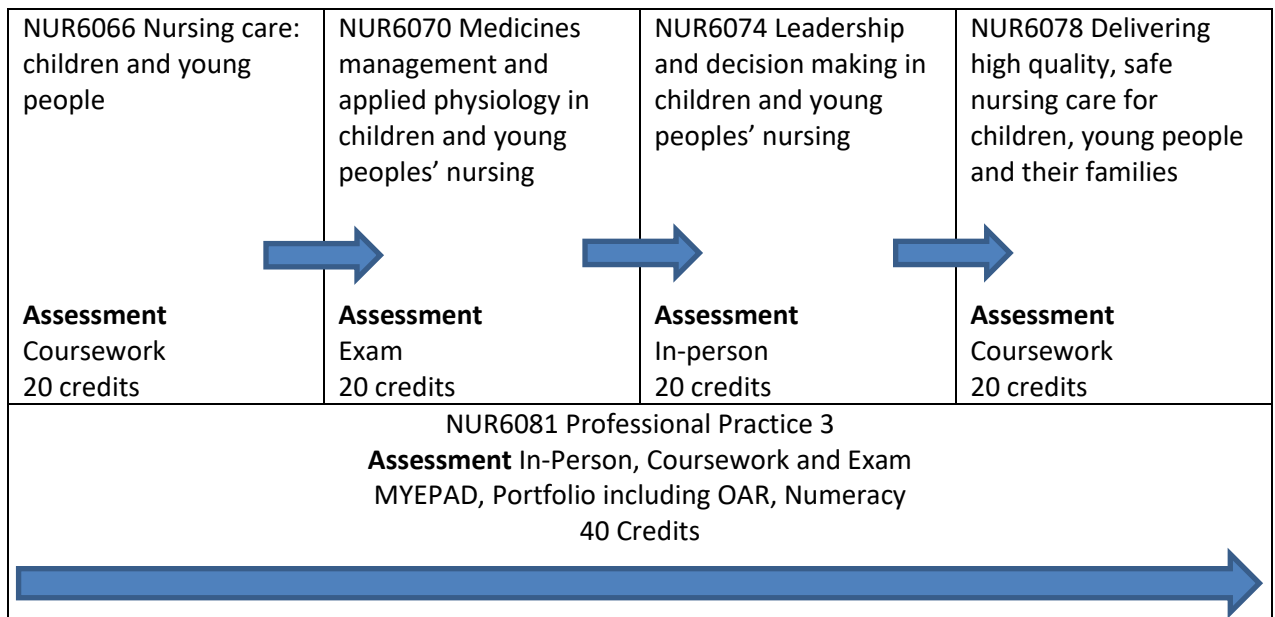 NUR6066 Nursing care:
children and young
people
Assessment
Coursework
20 credits
NUR6070 Medicines
management and
applied physiology in
children and young
peoples’ nursing
Assessment
Exam
20 credits
NUR6074 Leadership
and decision making in
children and young
peoples’ nursing
Assessment
In-person
20 credits
NUR6078 Delivering
high quality, safe
nursing care for
children, young people
and their families
Assessment
Coursework
20 credits
NUR6081 Professional Practice 3
Assessment In-Person, Coursework and Exam
MYEPAD, Portfolio including OAR, Numeracy
40 Credits